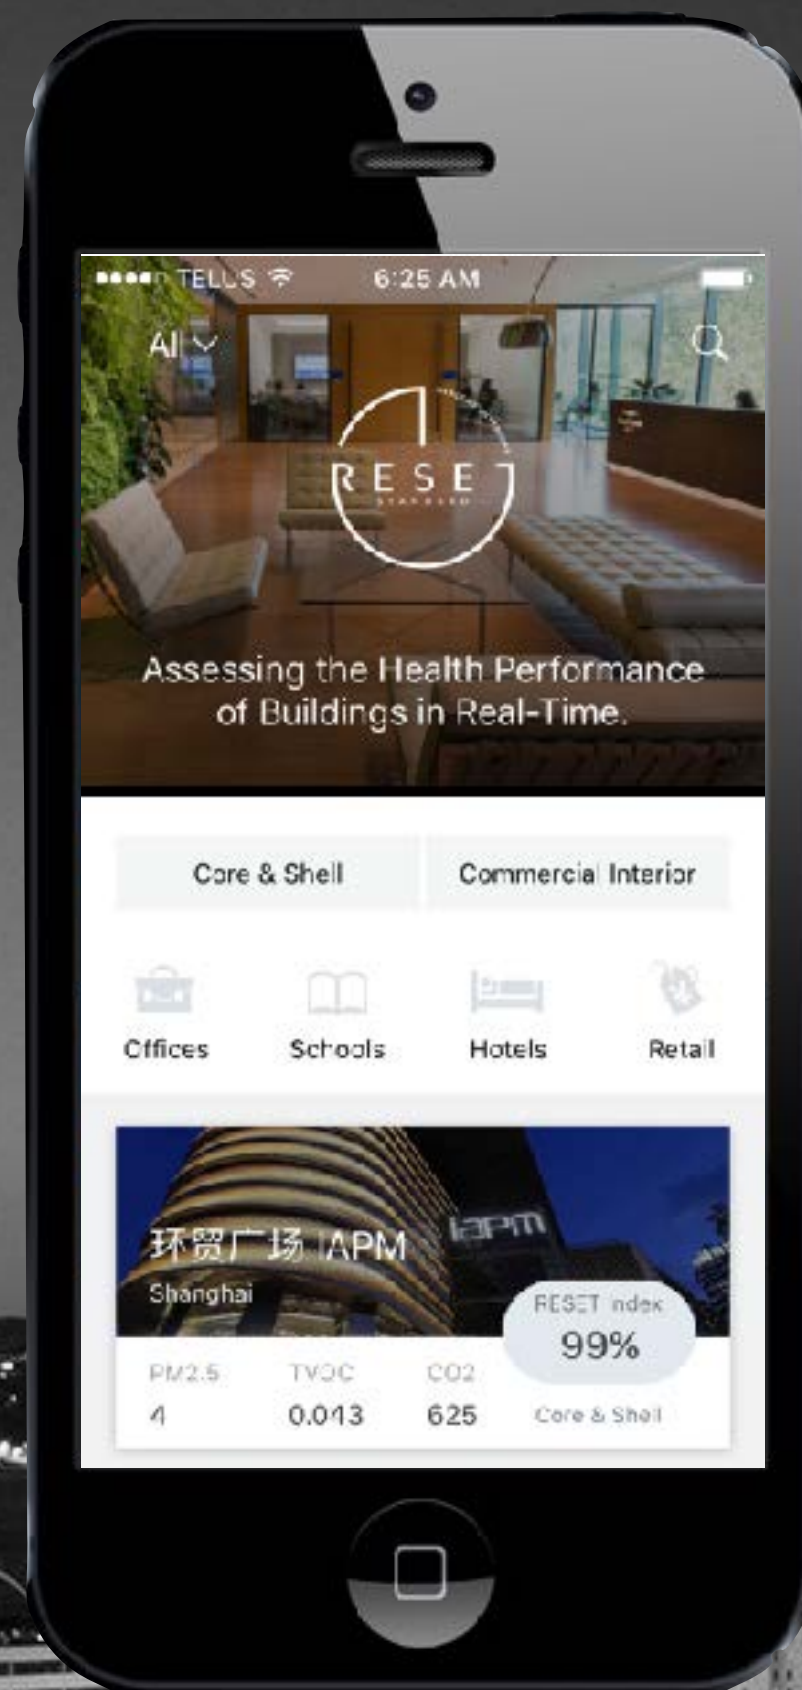 TELUS 6:25 AM
All
RESET
STANDARD
Assessing the Health Performance
of Buildings in Real-Time.
Core & Shell Commercial Interior
Offices Schools Hotels Retail
iapm
环贸广场 IAPM
Shanghai
RESET Index
99%
PM2.5 TVOC CO2
4 0.043 625 Core & Shell